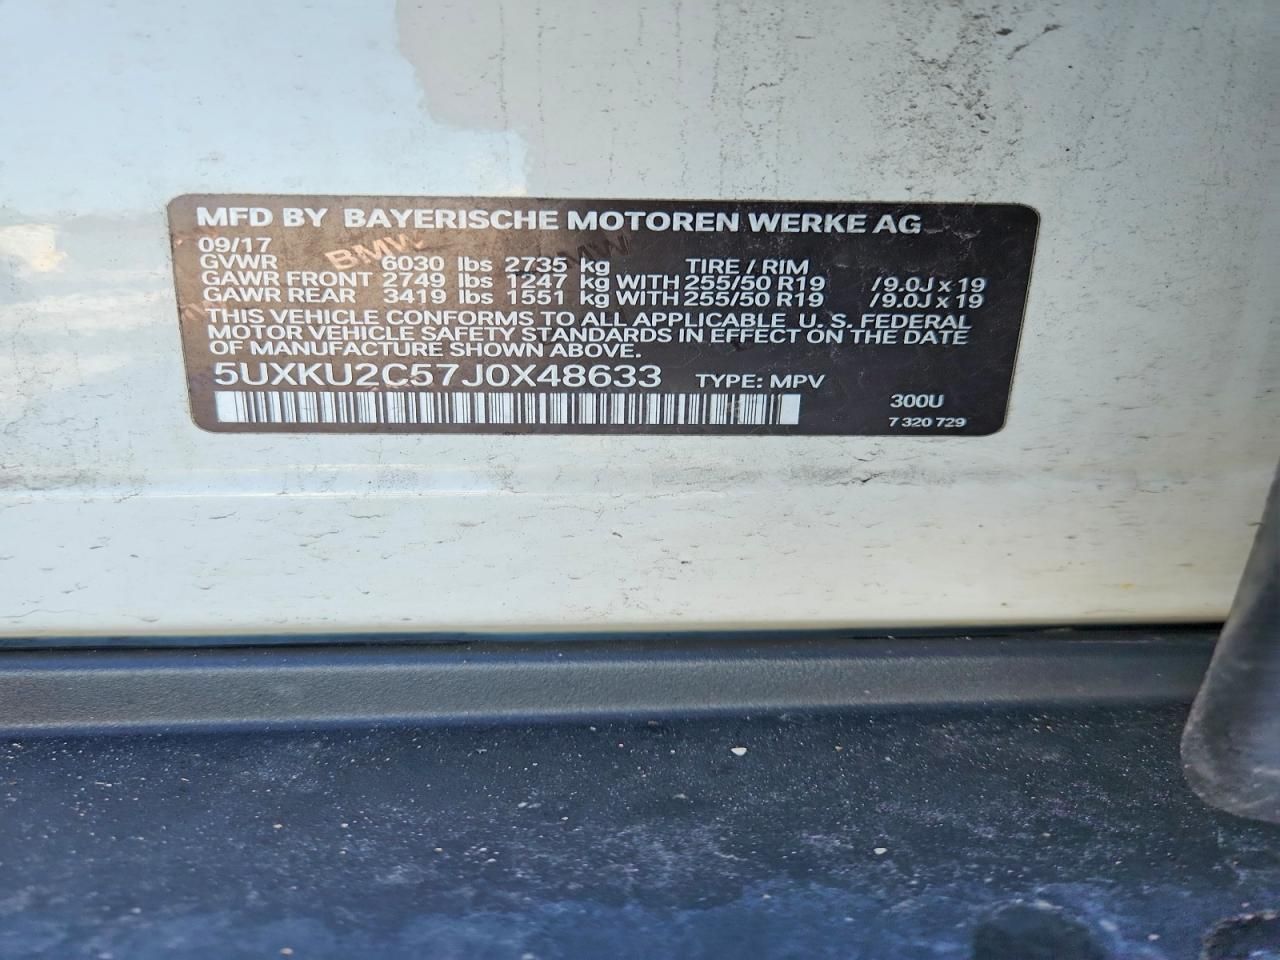 MFD BY BAYERISCHE MOTOREN WERKE AG
09/17
GVWR 6030 lbs 2735 kg TIRE / RIM
GAWR FRONT 2749 lbs 1247 kg WITH 255/50 R19 /9.0J x 19
GAWR REAR 3419 lbs 1551 kg WITH 255/50 R19 /9.0J x 19
THIS VEHICLE CONFORMS TO ALL APPLICABLE U. S. FEDERAL
MOTOR VEHICLE SAFETY STANDARDS IN EFFECT ON THE DATE
OF MANUFACTURE SHOWN ABOVE.
5UXKU2C57J0X48633 TYPE: MPV
300U
7 320 729
BMW
BMW